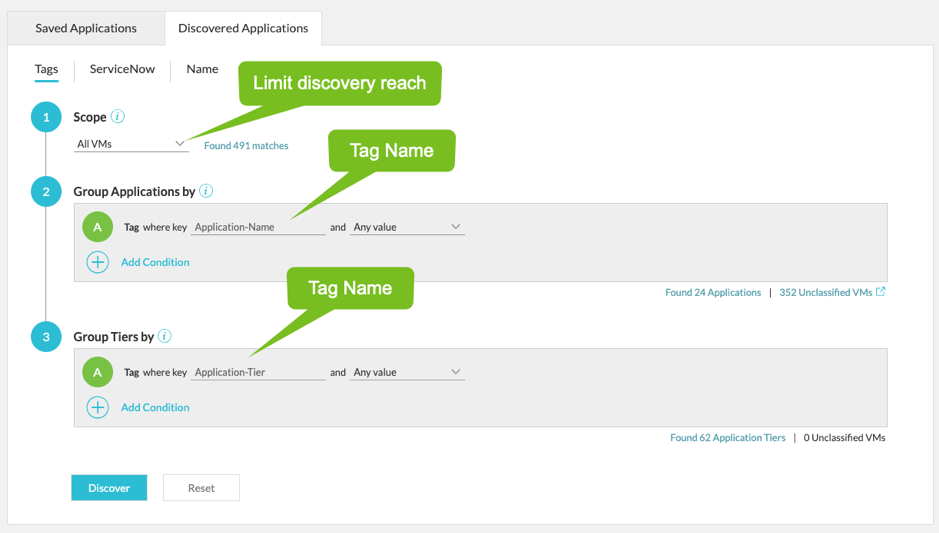 Saved Applications
Discovered Applications
Tags
ServiceNow
Name
Limit discovery reach
1
Scope i
All VMs
Found 491 matches
Tag Name
2
Group Applications by i
A
Tag where key Application-Name and Any value
Add Condition
Found 24 Applications | 352 Unclassified VMs
Tag Name
3
Group Tiers by i
A
Tag where key Application-Tier and Any value
Add Condition
Found 62 Application Tiers | 0 Unclassified VMs
Discover
Reset